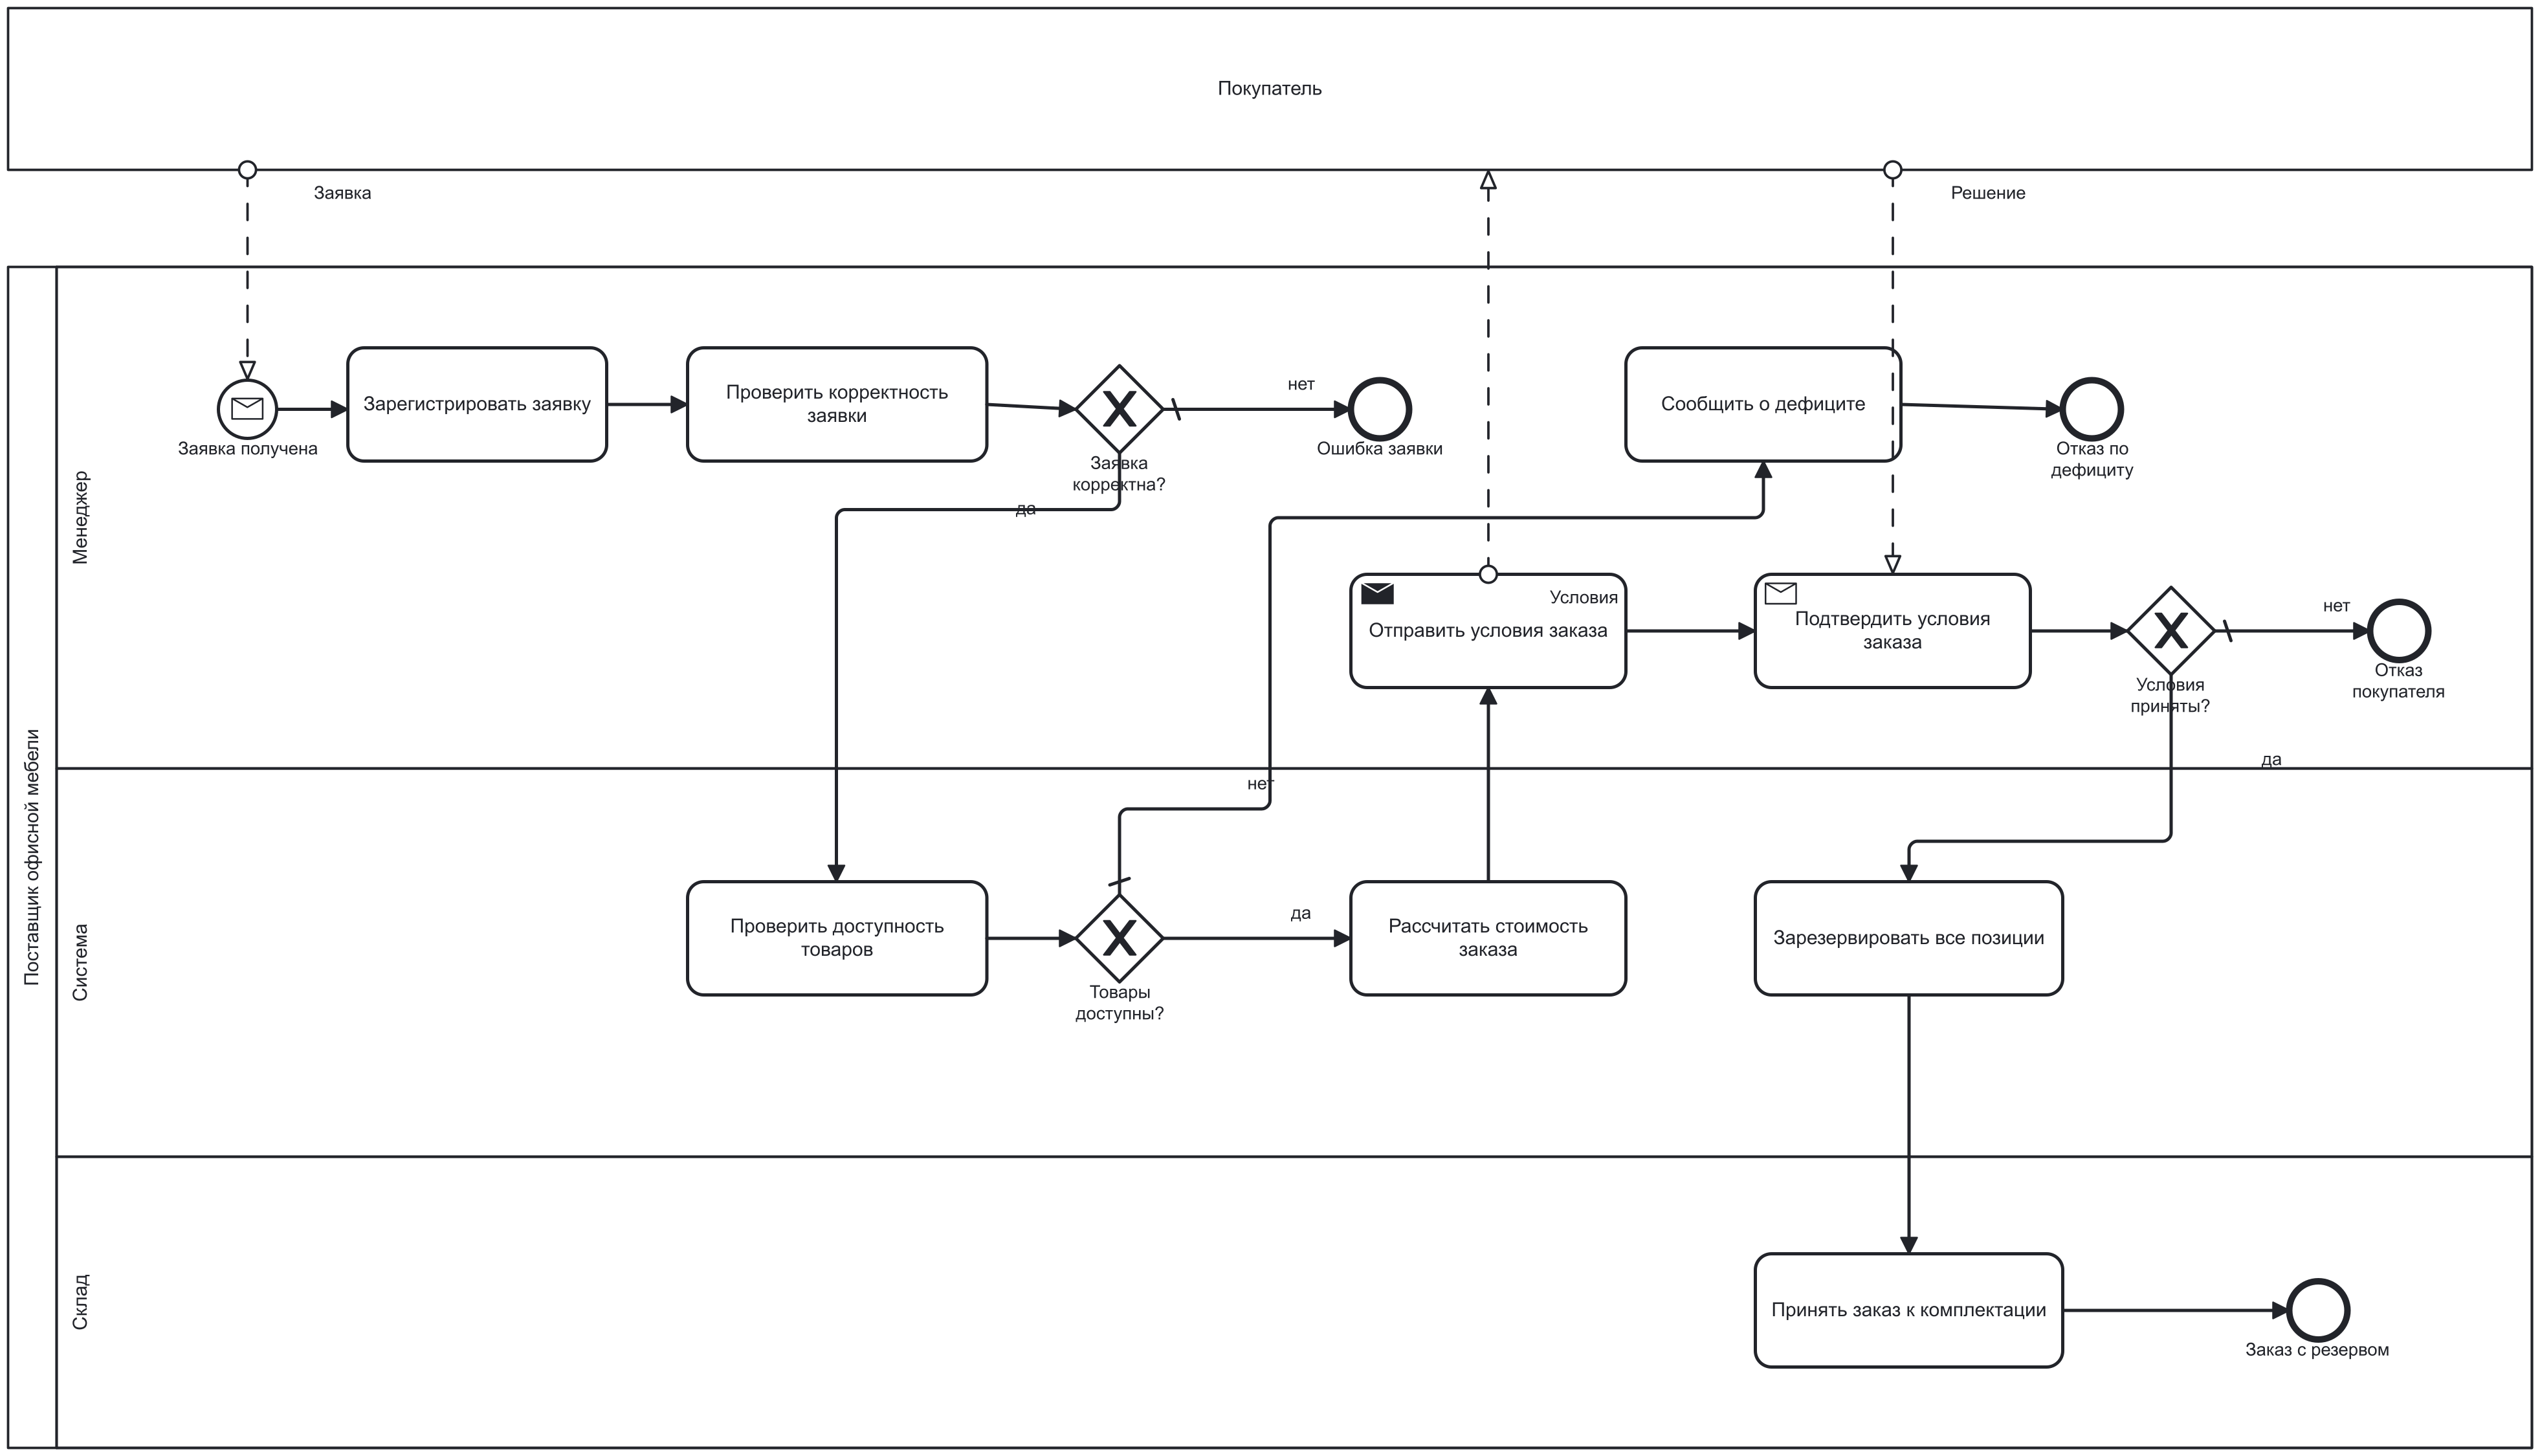 Покупатель
Заявка
Решение
Поставщик офисной мебели
Менеджер
Заявка получена
Зарегистрировать заявку
Проверить корректность
заявки
Заявка
корректна?
нет
да
Ошибка заявки
Сообщить о дефиците
Отказ по
дефициту
Условия
Отправить условия заказа
Подтвердить условия
заказа
Условия
приняты?
нет
да
Отказ
покупателя
Система
Проверить доступность
товаров
Товары
доступны?
нет
да
Рассчитать стоимость
заказа
Зарезервировать все позиции
Склад
Принять заказ к комплектации
Заказ с резервом